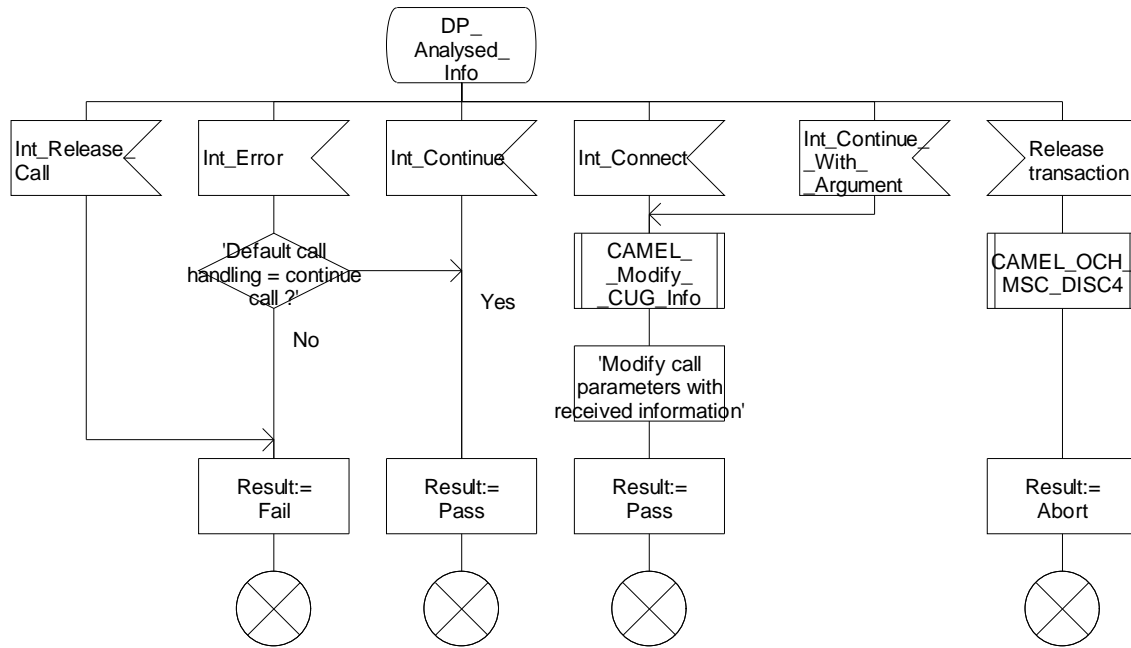 DP_
Analysed_
Info
Int_Release_
Call
Int_Error
Int_Continue
Int_Connect
Int_Continue_
_With_
_Argument
Release
transaction
'Default call
handling = continue
call ?'
Yes
No
CAMEL_
_Modify_
_CUG_Info
CAMEL_OCH_
MSC_DISC4
'Modify call
parameters with
received information'
Result:=
Fail
Result:=
Pass
Result:=
Pass
Result:=
Abort